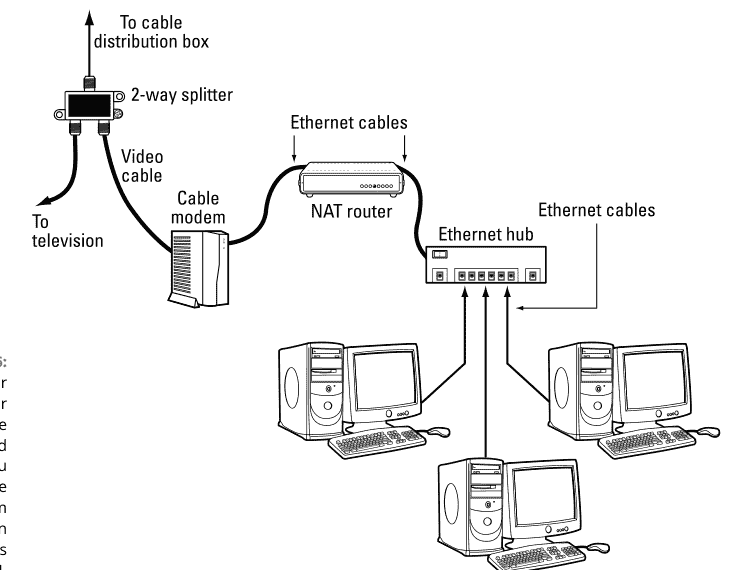 To cable
distribution box
2-way splitter
Ethernet cables
Video
cable
Cable
modem
NAT router
To
television
Ethernet cables
Ethernet hub